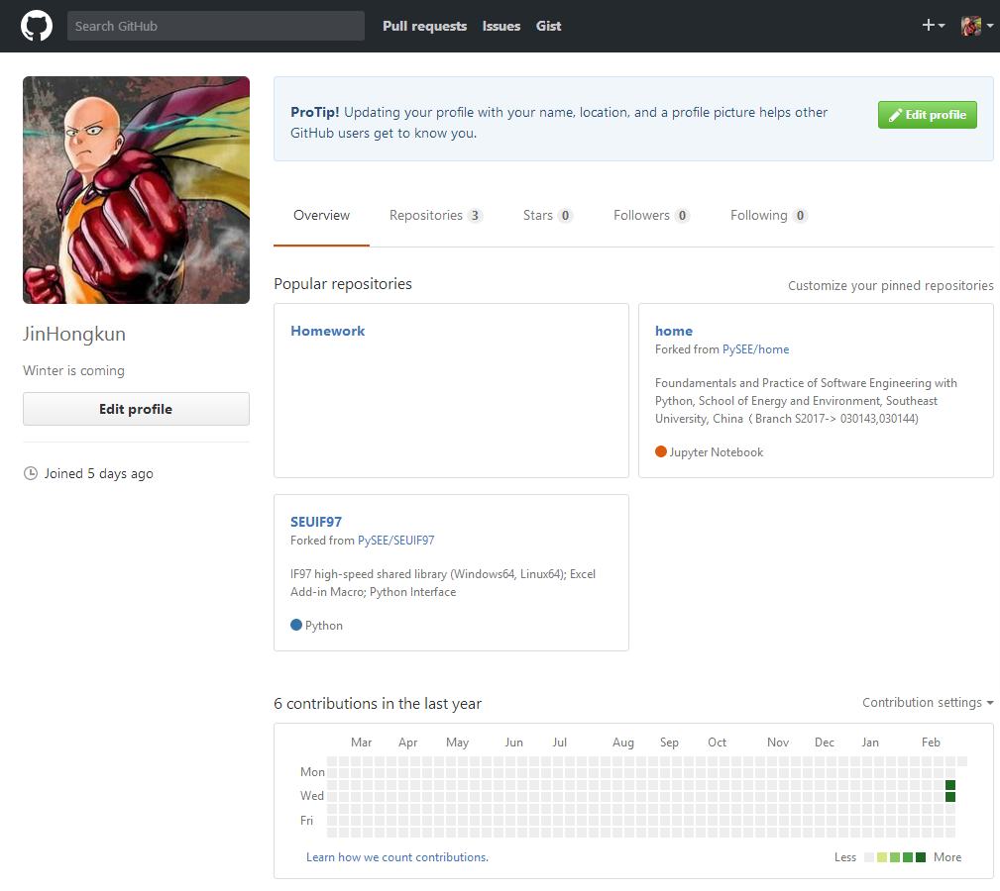 Search GitHub
Pull requests
Issues
Gist
ProTip! Updating your profile with your name, location, and a profile picture helps other
GitHub users get to know you.
Edit profile
Overview
Repositories 3
Stars 0
Followers 0
Following 0
JinHongkun
Winter is coming
Edit profile
Joined 5 days ago
Popular repositories
Customize your pinned repositories
Homework
home
Forked from PySEE/home
Foundamentals and Practice of Software Engineering with
Python, School of Energy and Environment, Southeast
University, China ( Branch S2017-> 030143,030144)
Jupyter Notebook
SEUIF97
Forked from PySEE/SEUIF97
IF97 high-speed shared library (Windows64, Linux64); Excel
Add-in Macro; Python Interface
Python
6 contributions in the last year
Contribution settings
Mar Apr May Jun Jul Aug Sep Oct Nov Dec Jan Feb
Mon
Wed
Fri
Learn how we count contributions.
Less
More